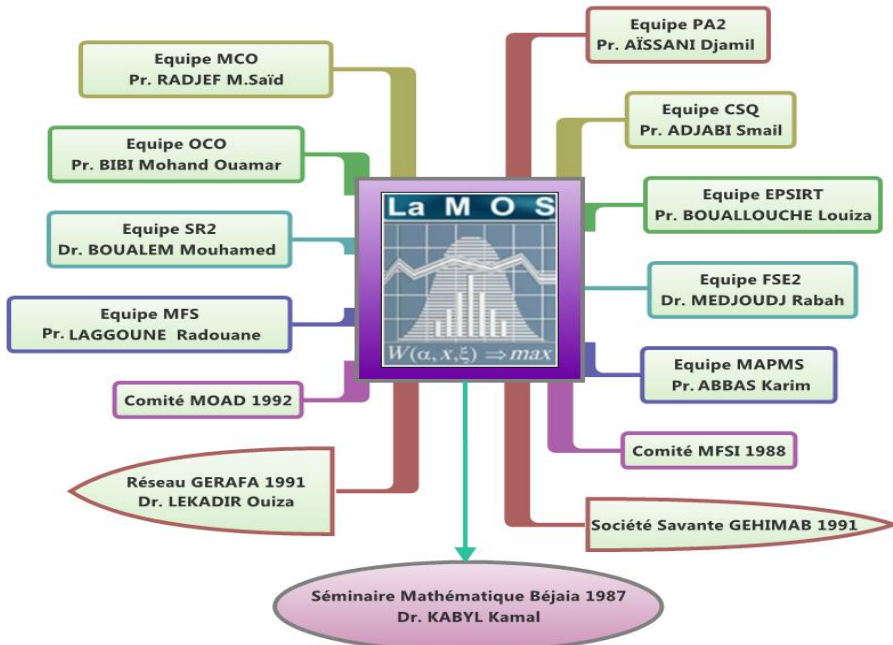 Equipe MCO
Pr. RADJEF M.Saïd
Equipe OCO
Pr. BIBI Mohand Ouamar
Equipe SR2
Dr. BOUALEM Mouhamed
Equipe MFS
Pr. LAGGOUNE Radouane
Comité MOAD 1992
Réseau GERAFA 1991
Dr. LEKADIR Ouiza
La M O S
W(α, x,ξ) ⇒ max
Equipe PA2
Pr. AÏSSANI Djamil
Equipe CSQ
Pr. ADJABI Smail
Equipe EPSIRT
Pr. BOUALLOUCHE Louiza
Equipe FSE2
Dr. MEDJOUDJ Rabah
Equipe MAPMS
Pr. ABBAS Karim
Comité MFSI 1988
Société Savante GEHIMAB 1991
Séminaire Mathématique Béjaia 1987
Dr. KABYL Kamal